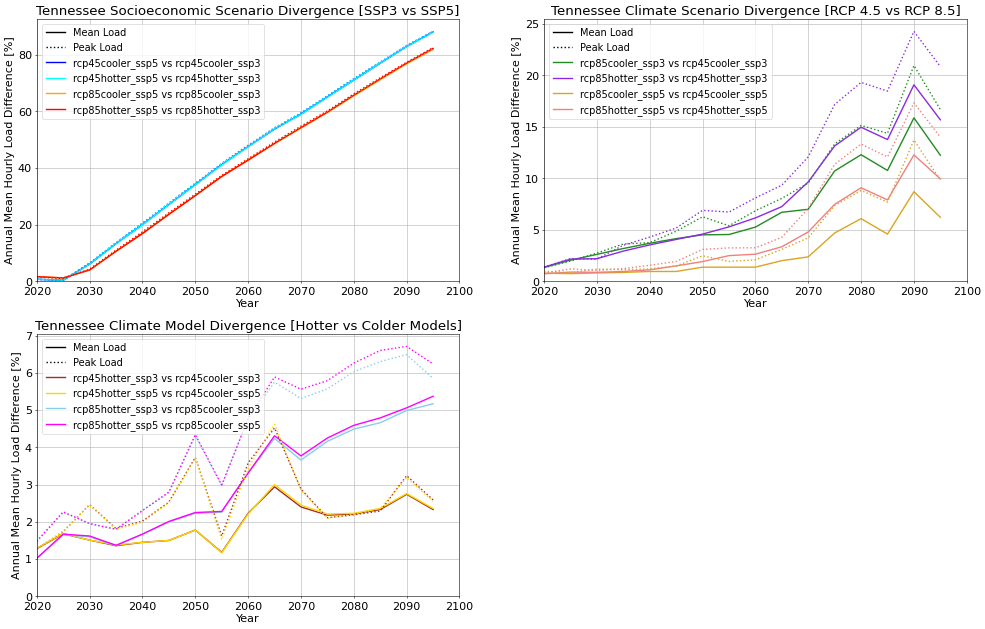 Tennessee Socioeconomic Scenario Divergence [SSP3 vs SSP5]
Annual Mean Hourly Load Difference [%]
80
60
40
20
0
Mean Load
Peak Load
rcp45cooler_ssp5 vs rcp45cooler_ssp3
rcp45hotter_ssp5 vs rcp45hotter_ssp3
rcp85cooler_ssp5 vs rcp85cooler_ssp3
rcp85hotter_ssp5 vs rcp85hotter_ssp3
2020 2030 2040 2050 2060 2070 2080 2090 2100
Year
Tennessee Climate Scenario Divergence [RCP 4.5 vs RCP 8.5]
Annual Mean Hourly Load Difference [%]
25
20
15
10
5
0
Mean Load
Peak Load
rcp85cooler_ssp3 vs rcp45cooler_ssp3
rcp85hotter_ssp3 vs rcp45hotter_ssp3
rcp85cooler_ssp5 vs rcp45cooler_ssp5
rcp85hotter_ssp5 vs rcp45hotter_ssp5
2020 2030 2040 2050 2060 2070 2080 2090 2100
Year
Tennessee Climate Model Divergence [Hotter vs Colder Models]
Annual Mean Hourly Load Difference [%]
7
6
5
4
3
2
1
0
Mean Load
Peak Load
rcp45hotter_ssp3 vs rcp45cooler_ssp3
rcp45hotter_ssp5 vs rcp45cooler_ssp5
rcp85hotter_ssp3 vs rcp85cooler_ssp3
rcp85hotter_ssp5 vs rcp85cooler_ssp5
2020 2030 2040 2050 2060 2070 2080 2090 2100
Year